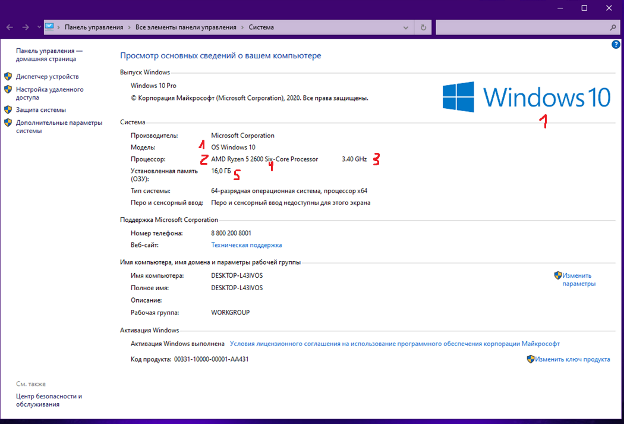 Панель управления › Все элементы панели управления › Система
Панель управления —
домашняя страница
Диспетчер устройств
Настройка удаленного
доступа
Защита системы
Дополнительные параметры
системы
Просмотр основных сведений о вашем компьютере
Выпуск Windows
Windows 10 Pro
© Корпорация Майкрософт (Microsoft Corporation), 2020. Все права защищены.
Windows 10
1
Система
Производитель: Microsoft Corporation
1 Модель: OS Windows 10
2 Процессор: AMD Ryzen 5 2600 Six-Core Processor 3.40 GHz 3
4
Установленная память
(ОЗУ): 16,0 ГБ 5
Тип системы: 64-разрядная операционная система, процессор x64
Перо и сенсорный ввод: Перо и сенсорный ввод недоступны для этого экрана
Поддержка Microsoft Corporation
Номер телефона: 8 800 200 8001
Веб-сайт: Техническая поддержка
Имя компьютера, имя домена и параметры рабочей группы
Имя компьютера: DESKTOP-L43IVOS
Изменить
параметры
Полное имя: DESKTOP-L43IVOS
Описание:
Рабочая группа: WORKGROUP
Активация Windows
Активация Windows выполнена Условия лицензионного соглашения на использование программного обеспечения корпорации Майкрософт
Код продукта: 00331-10000-00001-AA431
Изменить ключ продукта
См. также
Центр безопасности и
обслуживания